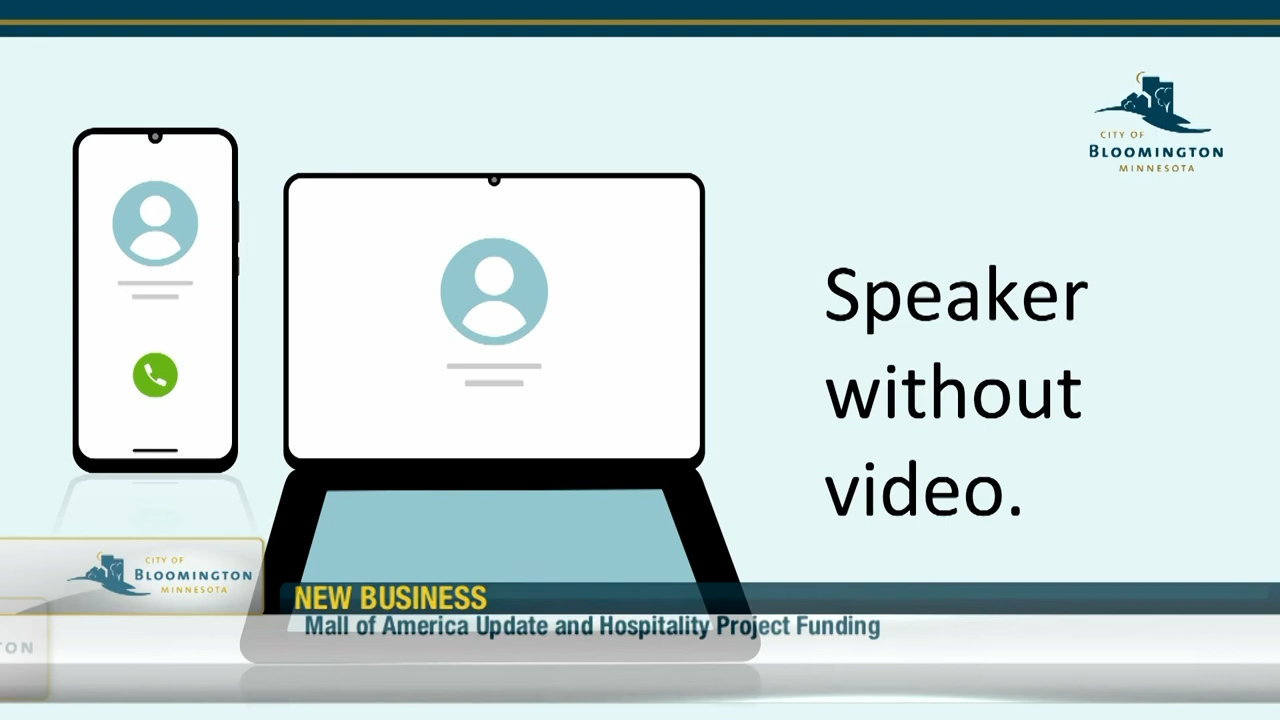 CITY OF
BLOOMINGTON
MINNESOTA
Speaker
without
video.
CITY OF
BLOOMINGTON
MINNESOTA
NEW BUSINESS
Mall of America Update and Hospitality Project Funding
TON